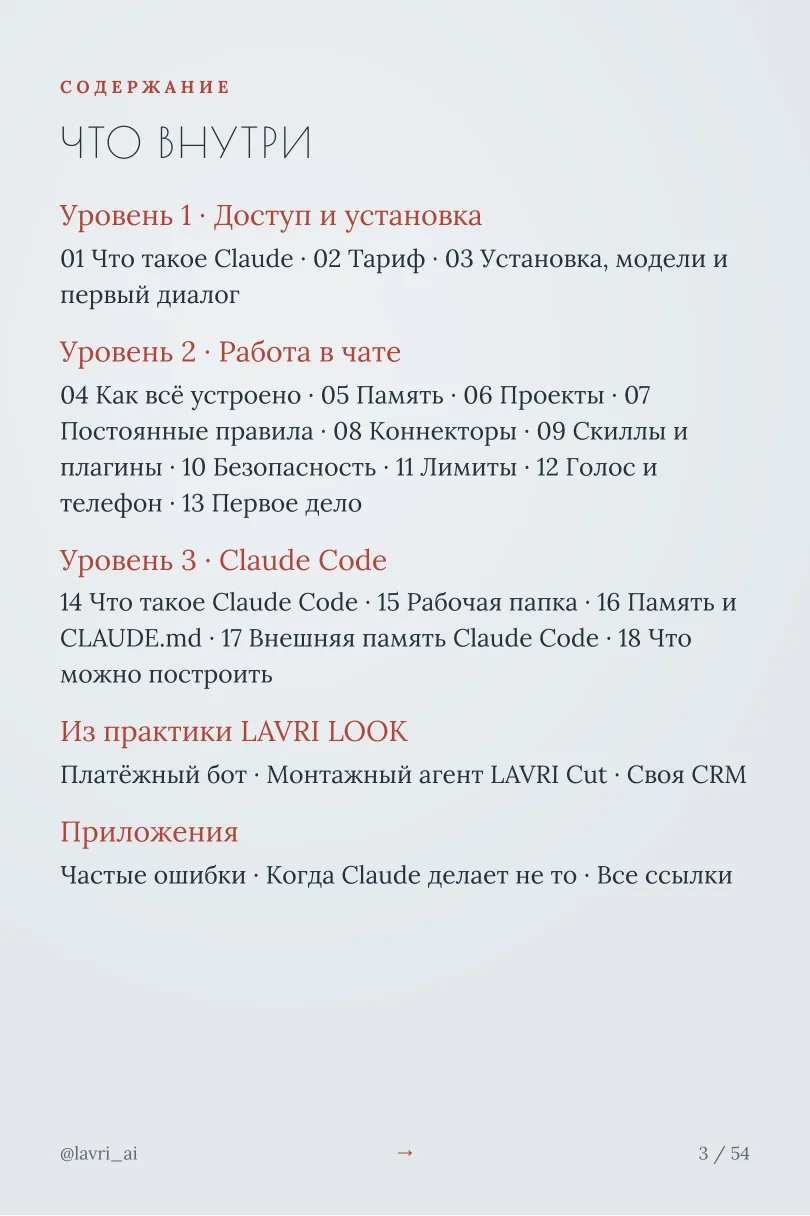 СОДЕРЖАНИЕ
ЧТО ВНУТРИ
Уровень 1 · Доступ и установка
01 Что такое Claude · 02 Тариф · 03 Установка, модели и
первый диалог
Уровень 2 · Работа в чате
04 Как всё устроено · 05 Память · 06 Проекты · 07
Постоянные правила · 08 Коннекторы · 09 Скиллы и
плагины · 10 Безопасность · 11 Лимиты · 12 Голос и
телефон · 13 Первое дело
Уровень 3 · Claude Code
14 Что такое Claude Code · 15 Рабочая папка · 16 Память и
CLAUDE.md · 17 Внешняя память Claude Code · 18 Что
можно построить
Из практики LAVRI LOOK
Платёжный бот · Монтажный агент LAVRI Cut · Своя CRM
Приложения
Частые ошибки · Когда Claude делает не то · Все ссылки
@lavri_ai → 3 / 54